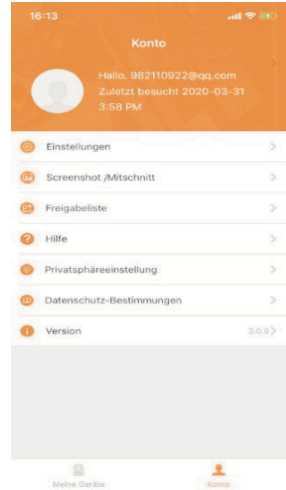 16:13
Konto
Hallo, 982110922@qq.com
Zuletzt besucht 2020-03-31
3:58 PM
Einstellungen
Screenshot /Mitschnitt
Freigabeliste
Hilfe
Privatsphäreeinstellung
Datenschutz-Bestimmungen
Version 3.0.8
Meine Geräte Konto